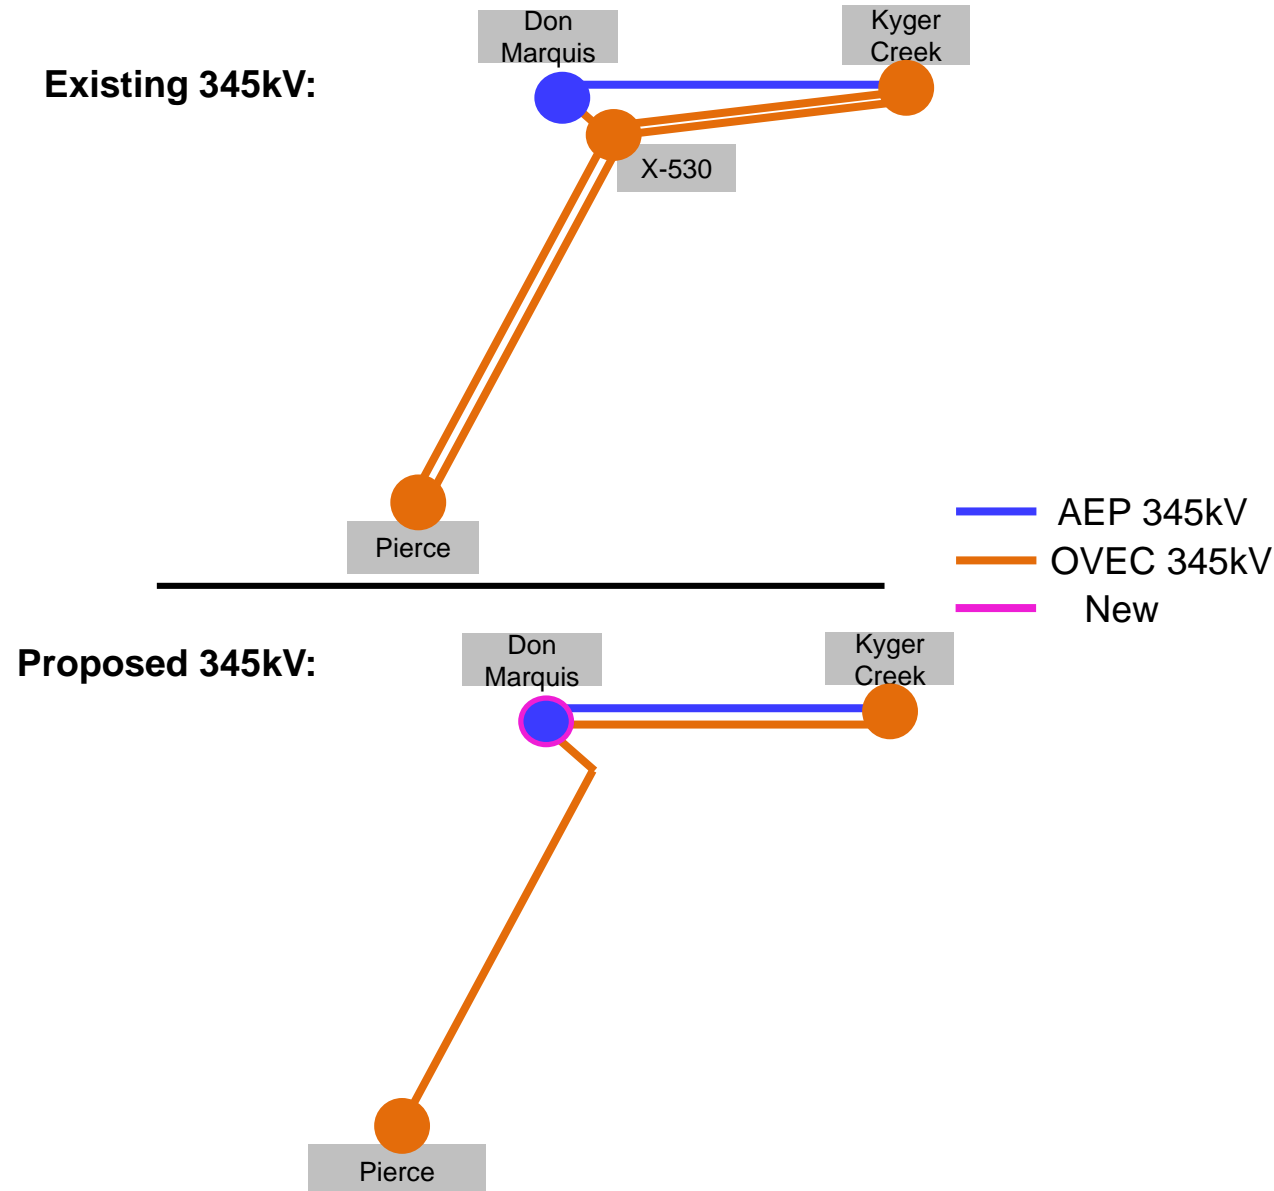 Don
Marquis
Kyger
Creek
Existing 345kV:
X-530
Pierce
AEP 345kV
OVEC 345kV
New
Proposed 345kV:
Don
Marquis
Kyger
Creek
Pierce